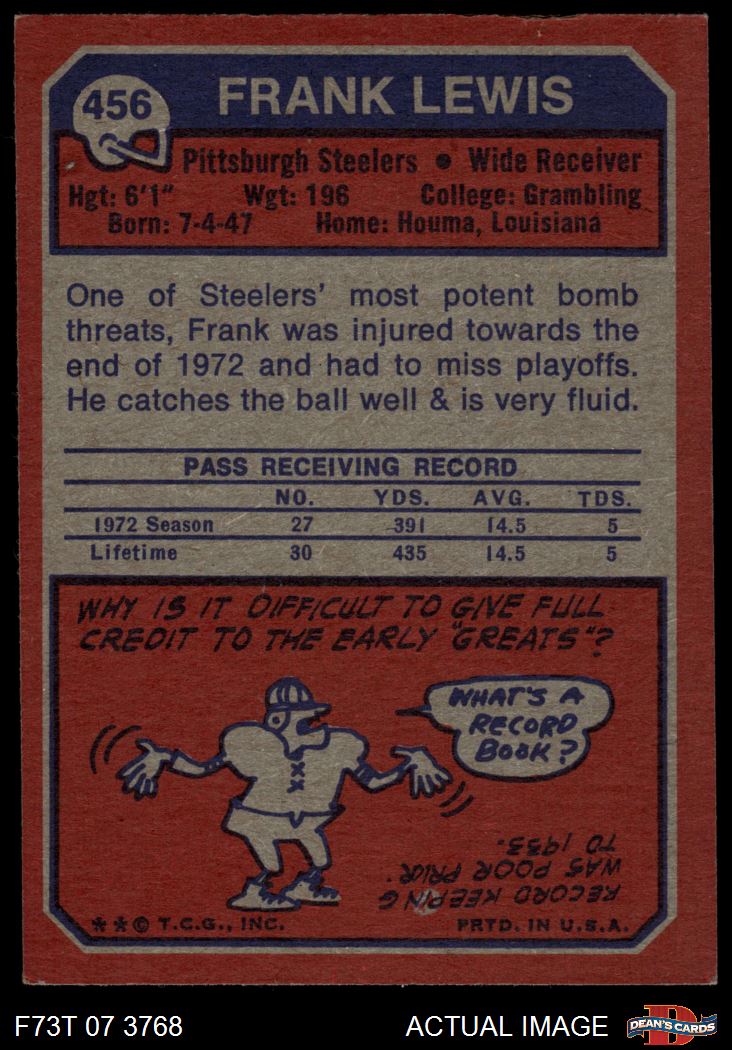 456
FRANK LEWIS
Pittsburgh Steelers • Wide Receiver
Hgt: 6'1" Wgt: 196 College: Grambling
Born: 7-4-47 Home: Houma, Louisiana
One of Steelers' most potent bomb
threats, Frank was injured towards the
end of 1972 and had to miss playoffs.
He catches the ball well & is very fluid.
PASS RECEIVING RECORD
NO. YDS. AVG. TDS.
1972 Season 27 391 14.5 5
Lifetime 30 435 14.5 5
WHY IS IT DIFFICULT TO GIVE FULL
CREDIT TO THE EARLY "GREATS"?
WHAT'S A
RECORD
BOOK?
RECORD KEEPING
WAS POOR PRIOR
TO 1933.
**© T.C.G., INC. PRTD. IN U.S.A.
F73T 07 3768 ACTUAL IMAGE
D
DEAN'S CARDS